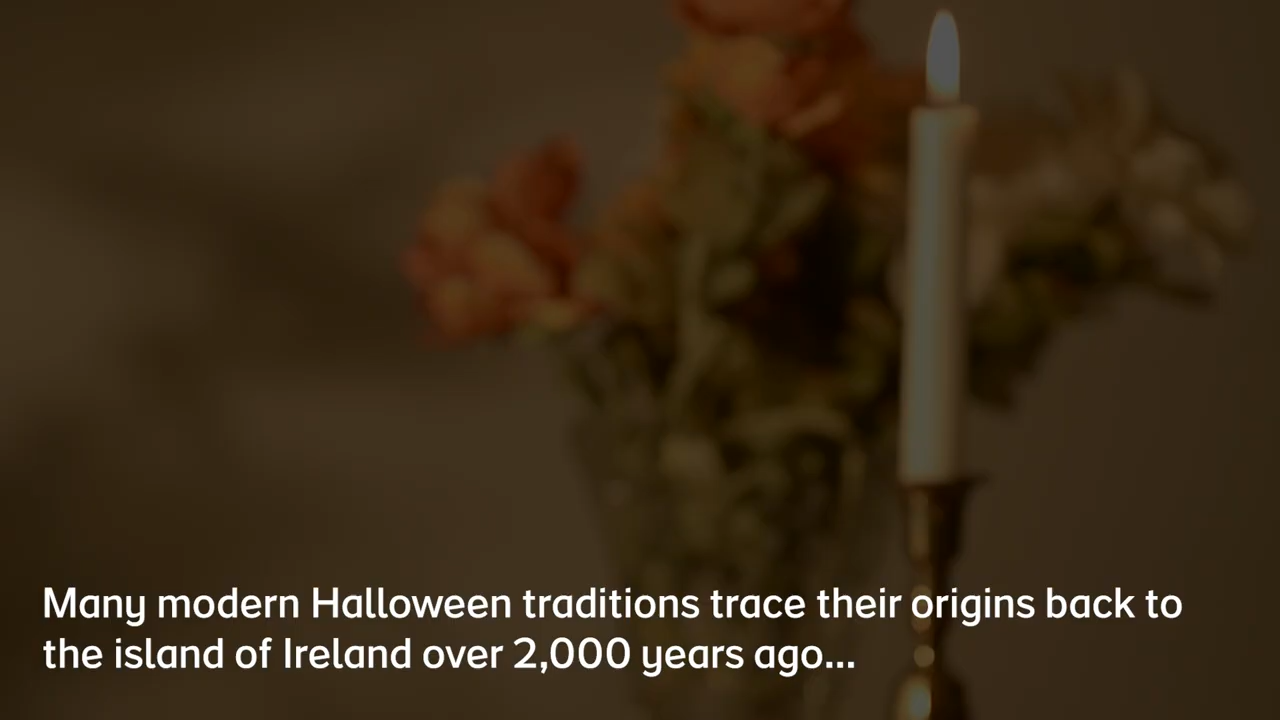 Many modern Halloween traditions trace their origins back to
the island of Ireland over 2,000 years ago...